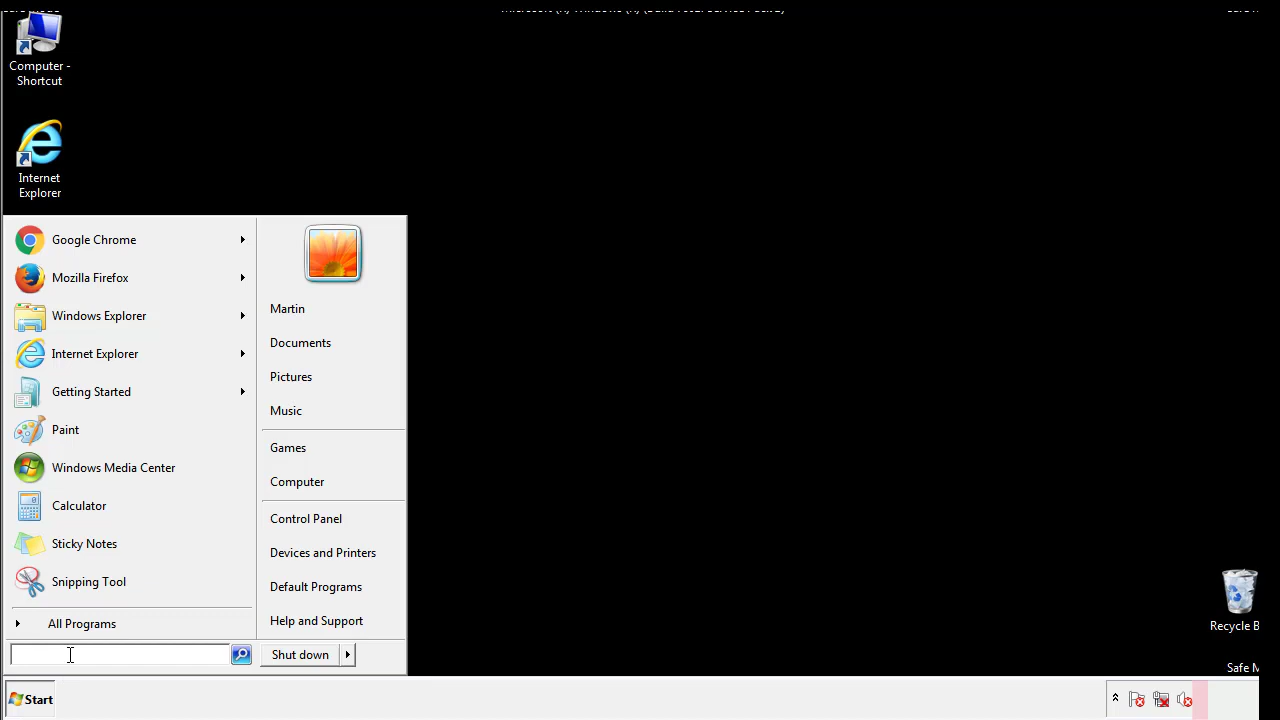 Computer -
Shortcut
Internet
Explorer
Google Chrome
Mozilla Firefox
Windows Explorer
Internet Explorer
Getting Started
Paint
Windows Media Center
Calculator
Sticky Notes
Snipping Tool
All Programs
Shut down
Martin
Documents
Pictures
Music
Games
Computer
Control Panel
Devices and Printers
Default Programs
Help and Support
Recycle B
Safe M
Start